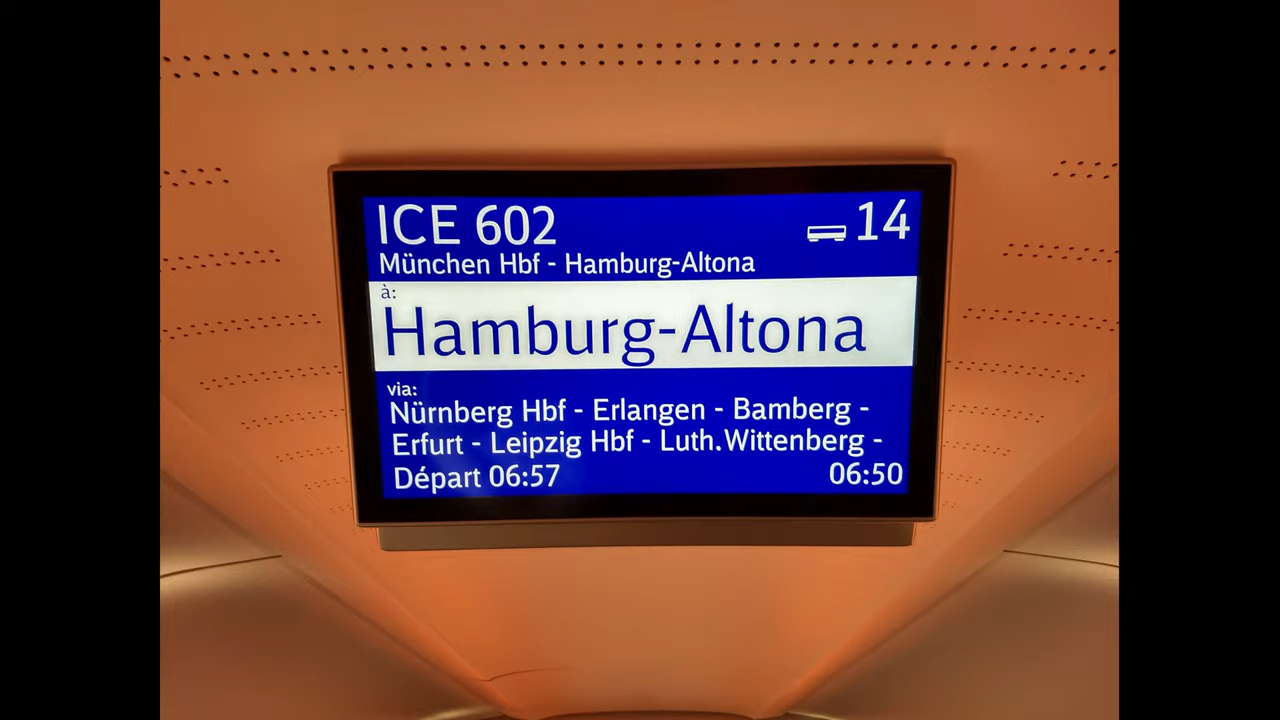 ICE 602 14
München Hbf - Hamburg-Altona
à:
Hamburg-Altona
via:
Nürnberg Hbf - Erlangen - Bamberg -
Erfurt - Leipzig Hbf - Luth.Wittenberg -
Départ 06:57 06:50